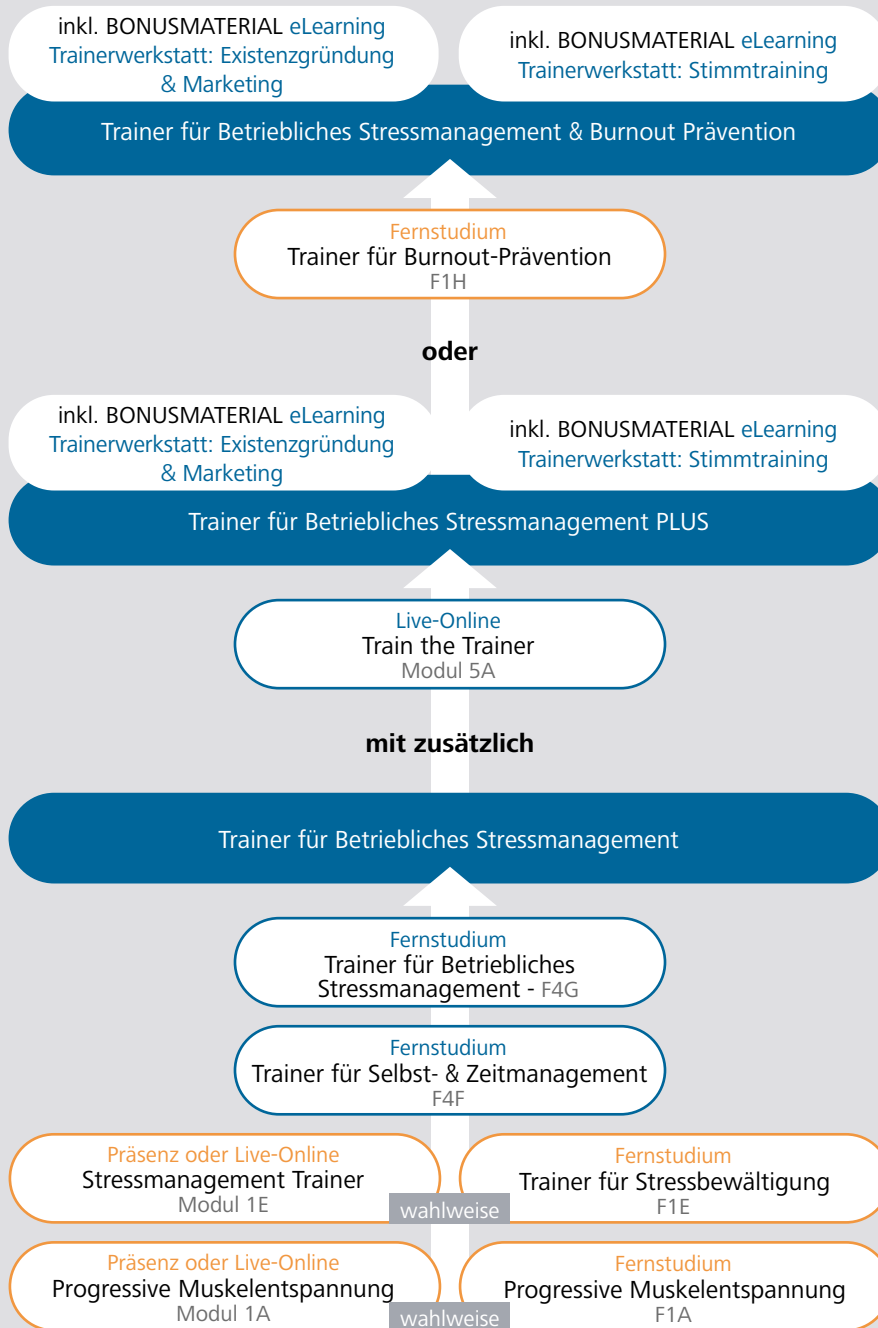 inkl. BONUSMATERIAL eLearning
Trainerwerkstatt: Existenzgründung
& Marketing
inkl. BONUSMATERIAL eLearning
Trainerwerkstatt: Stimmtraining
Trainer für Betriebliches Stressmanagement & Burnout Prävention
Fernstudium
Trainer für Burnout-Prävention
F1H
oder
inkl. BONUSMATERIAL eLearning
Trainerwerkstatt: Existenzgründung
& Marketing
inkl. BONUSMATERIAL eLearning
Trainerwerkstatt: Stimmtraining
Trainer für Betriebliches Stressmanagement PLUS
Live-Online
Train the Trainer
Modul 5A
mit zusätzlich
Trainer für Betriebliches Stressmanagement
Fernstudium
Trainer für Betriebliches
Stressmanagement - F4G
Fernstudium
Trainer für Selbst- & Zeitmanagement
F4F
Präsenz oder Live-Online
Stressmanagement Trainer
Modul 1E
wahlweise
Fernstudium
Trainer für Stressbewältigung
F1E
Präsenz oder Live-Online
Progressive Muskelentspannung
Modul 1A
wahlweise
Fernstudium
Progressive Muskelentspannung
F1A